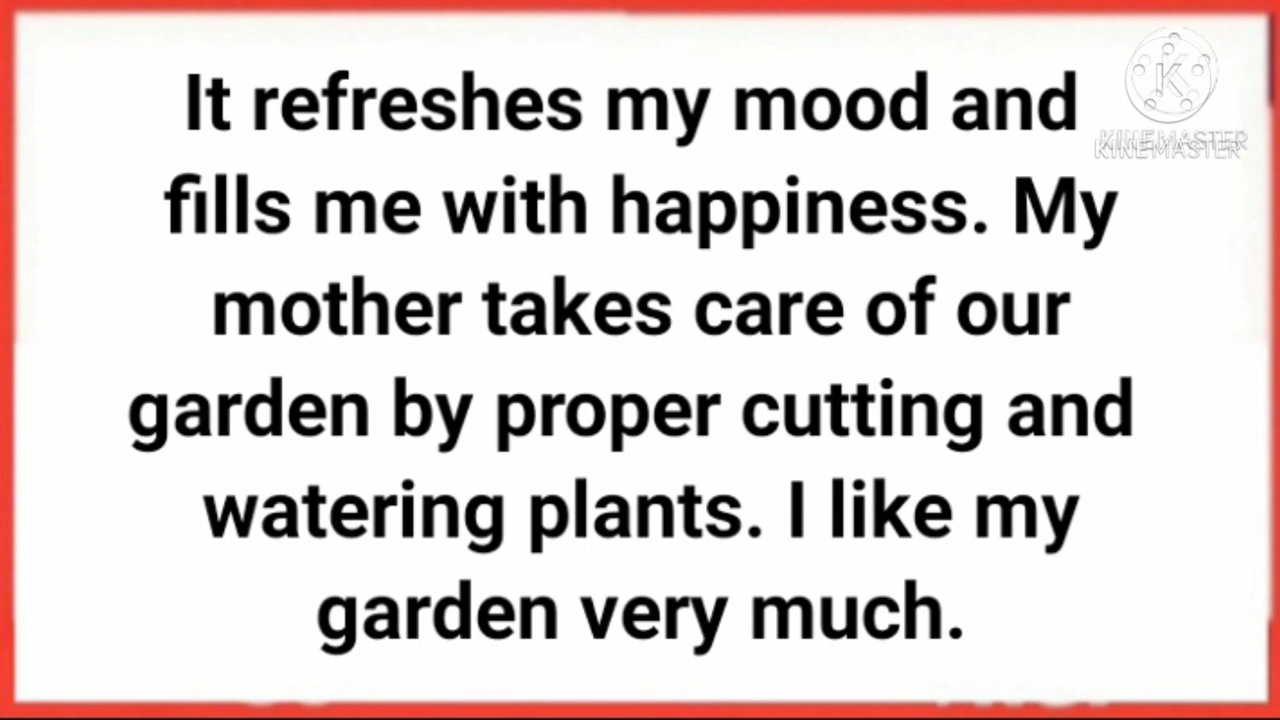 It refreshes my mood and
fills me with happiness. My
mother takes care of our
garden by proper cutting and
watering plants. I like my
garden very much.
K
KINEMASTER
KINEMASTER